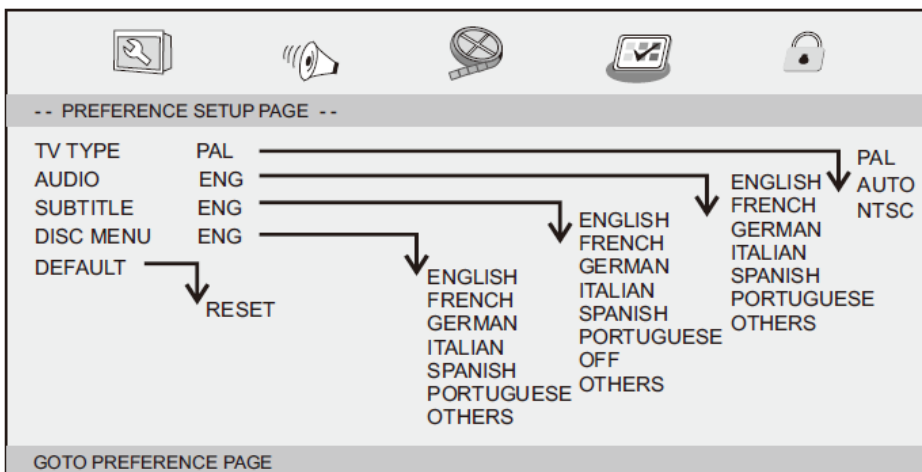 -- PREFERENCE SETUP PAGE --
TV TYPE PAL
AUDIO ENG
SUBTITLE ENG
DISC MENU ENG
DEFAULT
RESET
ENGLISH
FRENCH
GERMAN
ITALIAN
SPANISH
PORTUGUESE
OTHERS
ENGLISH
FRENCH
GERMAN
ITALIAN
SPANISH
PORTUGUESE
OFF
OTHERS
ENGLISH
FRENCH
GERMAN
ITALIAN
SPANISH
PORTUGUESE
OTHERS
PAL
AUTO
NTSC
GOTO PREFERENCE PAGE